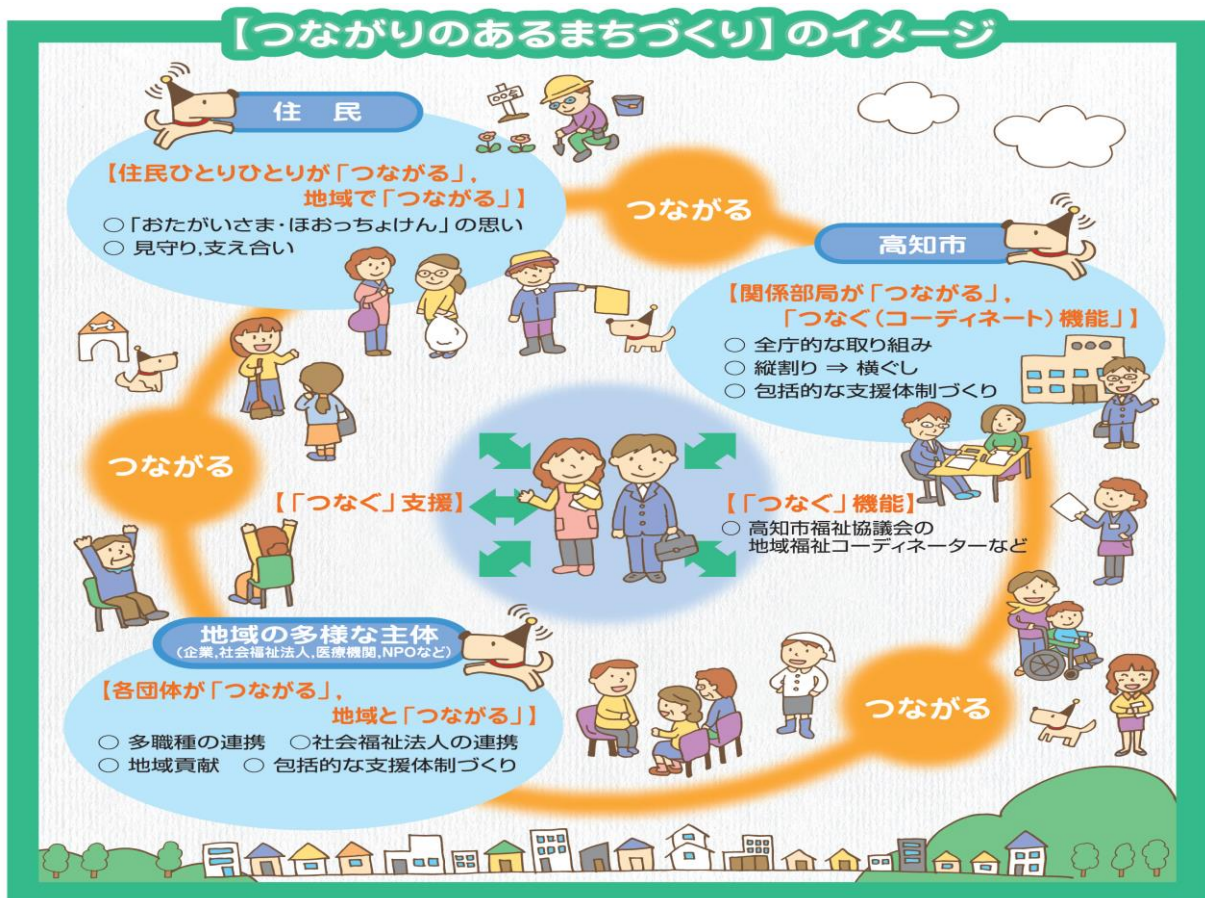 【つながりのあるまちづくり】のイメージ
住民
【住民ひとりひとりが「つながる」,
地域で「つながる」】
○「おたがいさま・ほおっちょけん」の思い
○ 見守り,支え合い
つながる
高知市
【関係部局が「つながる」,
「つなぐ(コーディネート)機能」】
○ 全庁的な取り組み
○ 縦割り ⇒ 横ぐし
○ 包括的な支援体制づくり
つながる
【「つなぐ」支援】
【「つなぐ」機能】
○ 高知市福祉協議会の
地域福祉コーディネーターなど
地域の多様な主体
(企業,社会福祉法人,医療機関,NPOなど)
【各団体が「つながる」,
地域と「つながる」】
○ 多職種の連携 ○社会福祉法人の連携
○ 地域貢献 ○ 包括的な支援体制づくり
つながる